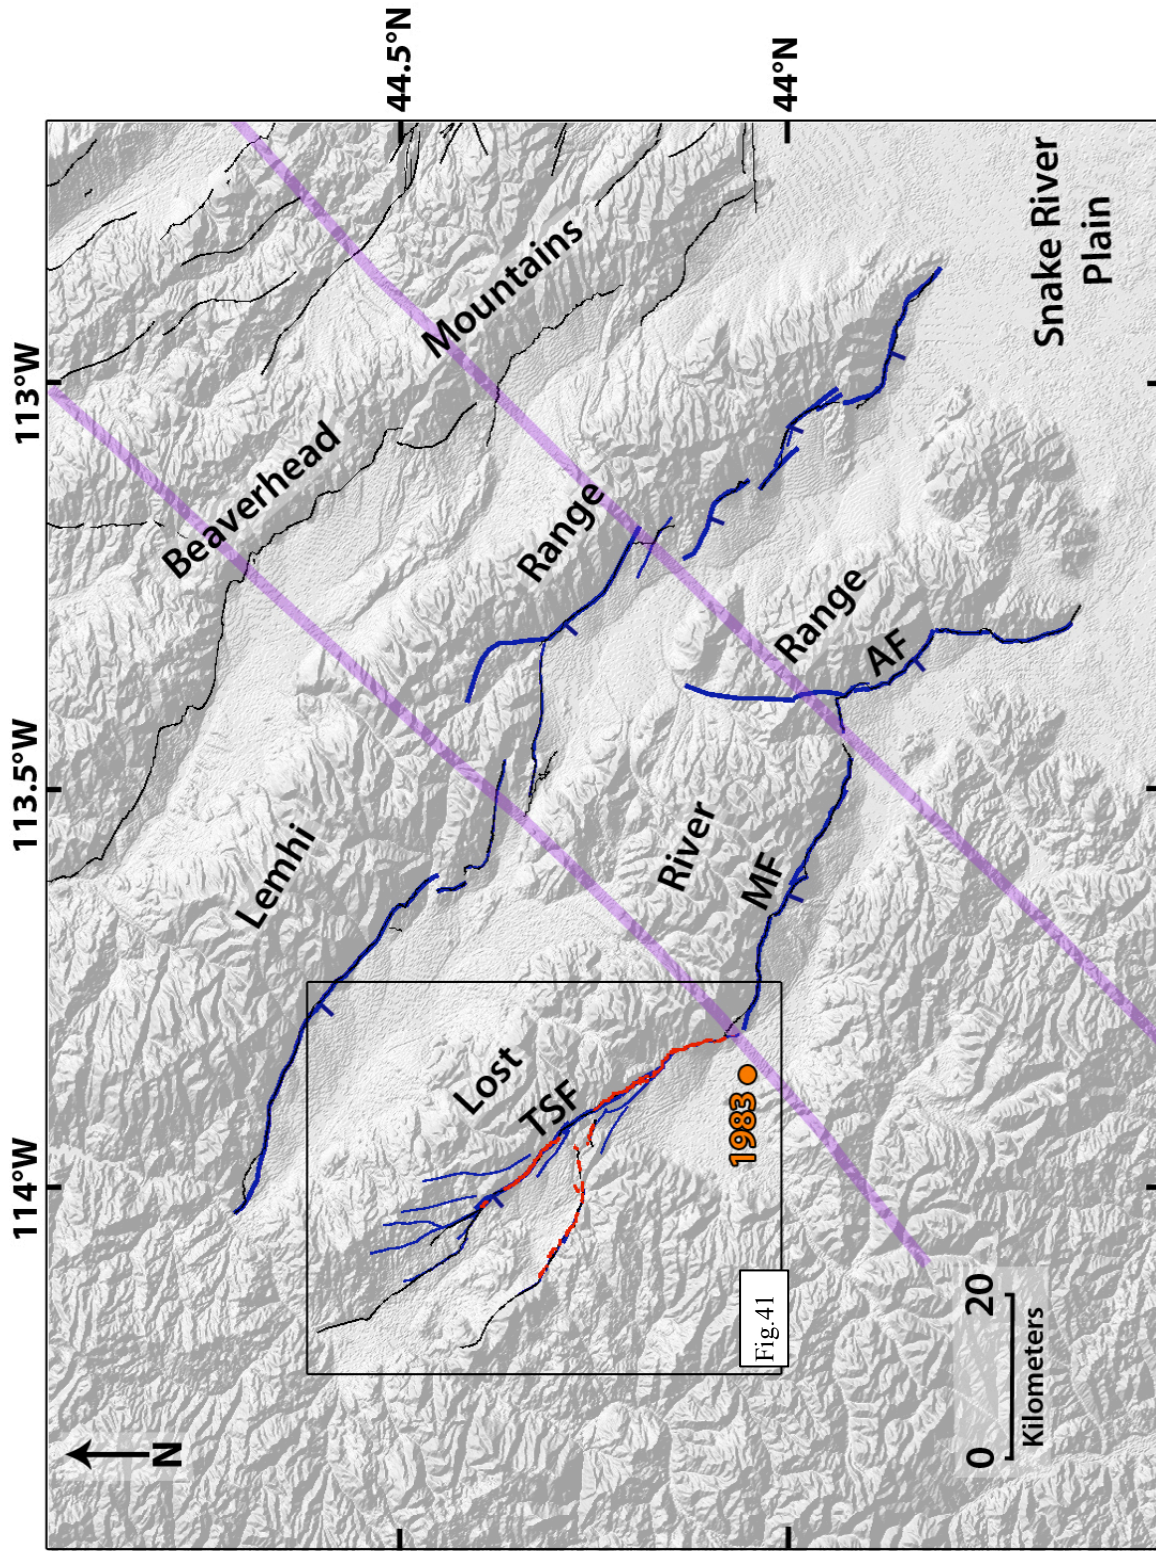 114°W
113.5°W
113°W
44.5°N
44°N
N
Beaverhead
Mountains
Lemhi
Range
Lost
River
Range
TSF
MF
AF
1983
Snake River
Plain
Fig.41
0
20
Kilometers